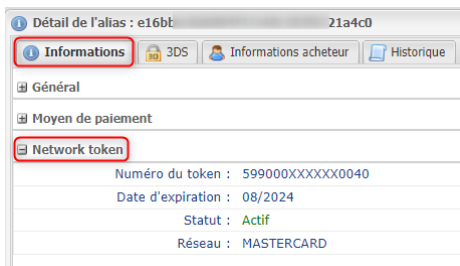 Détail de l'alias : e16bb 21a4c0
Informations 3DS Informations acheteur Historique
Général
Moyen de paiement
Network token
Numéro du token : 599000XXXXXX0040
Date d'expiration : 08/2024
Statut : Actif
Réseau : MASTERCARD